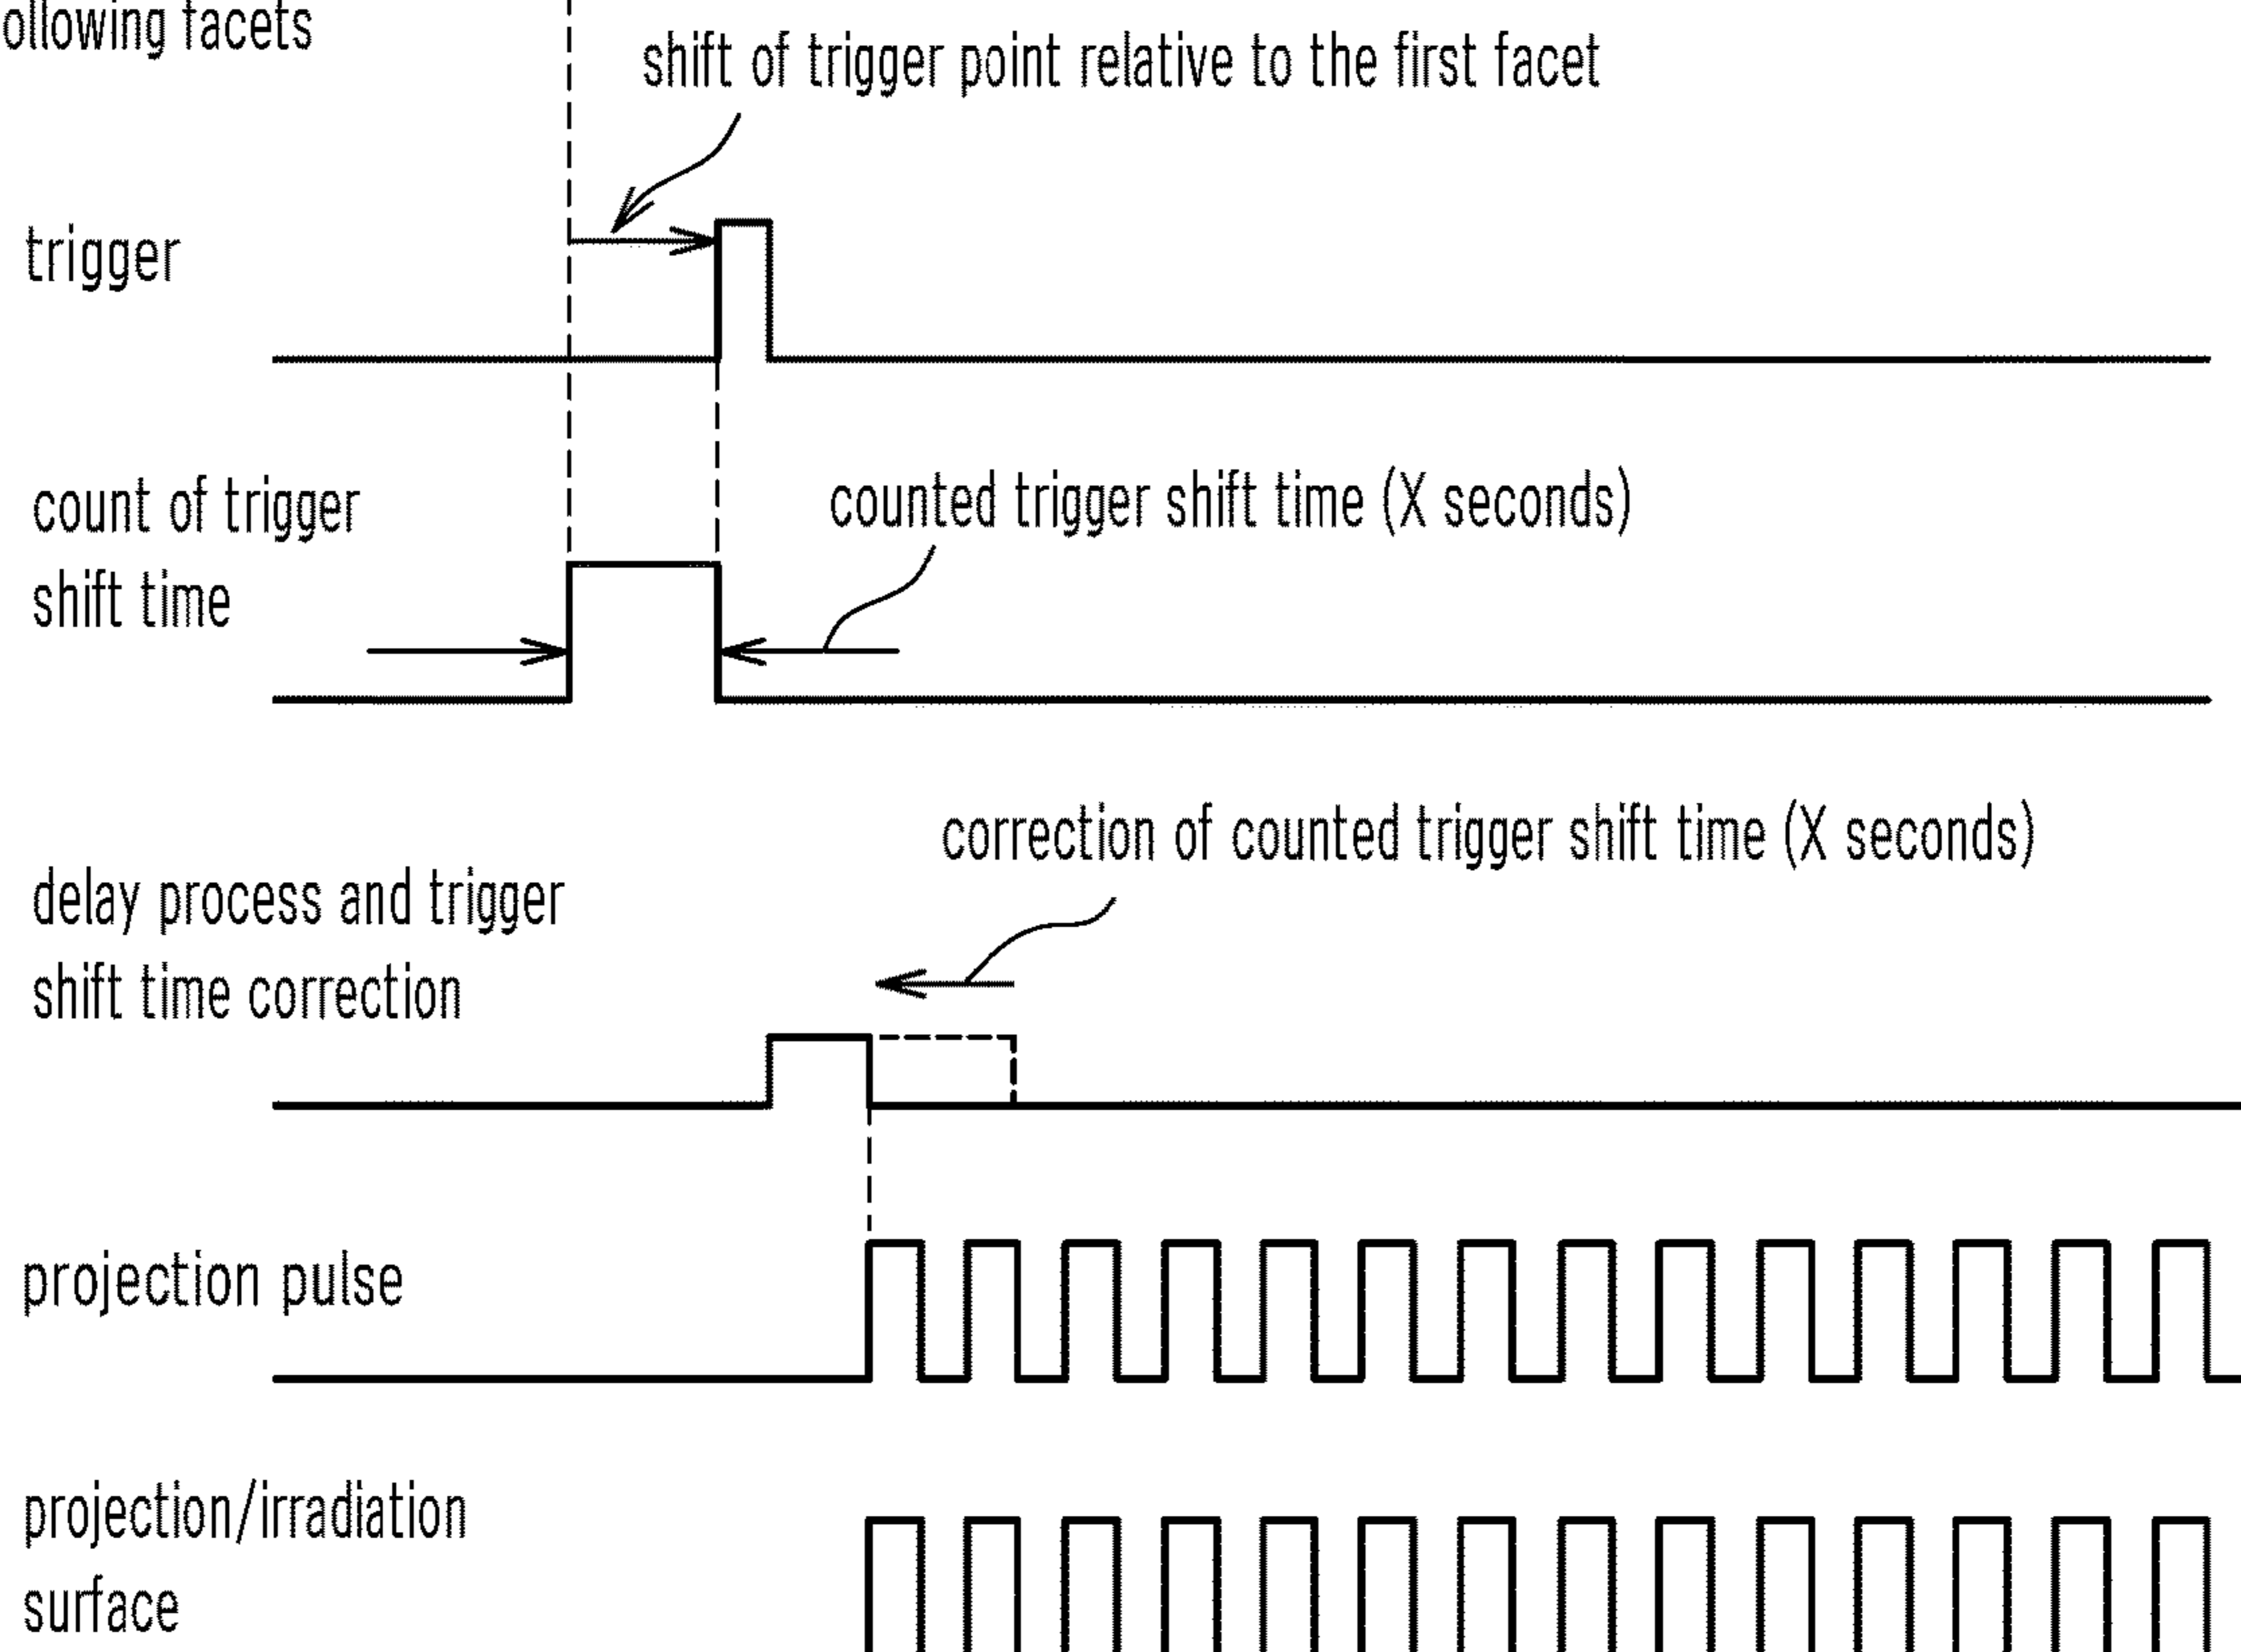 ollowing facets
shift of trigger point relative to the first facet
trigger
count of trigger
shift time
counted trigger shift time (X seconds)
correction of counted trigger shift time (X seconds)
delay process and trigger
shift time correction
projection pulse
projection/irradiation
surface